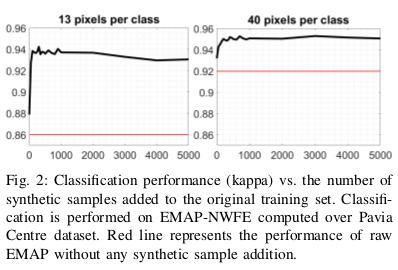 13 pixels per class
40 pixels per class
0.96
0.94
0.92
0.9
0.88
0.86
0 1000 2000 3000 4000 5000
0.96
0.94
0.92
0.9
0.88
0.86
0 1000 2000 3000 4000 5000
Fig. 2: Classification performance (kappa) vs. the number of
synthetic samples added to the original training set. Classifi-
cation is performed on EMAP-NWFE computed over Pavia
Centre dataset. Red line represents the performance of raw
EMAP without any synthetic sample addition.